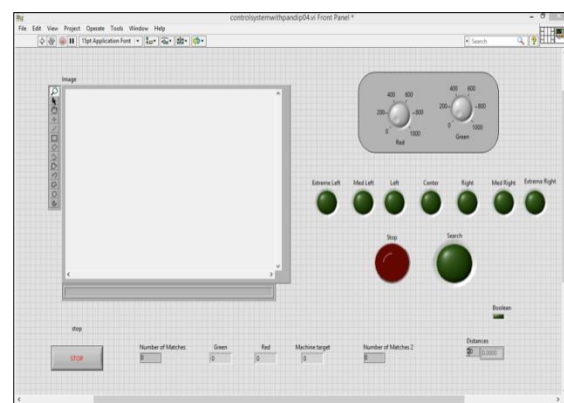 controlsystemwithpandip04.vi Front Panel *
File Edit View Project Operate Tools Window Help
15pt Application Font
Search
Image
400 600
200 800
0 1000
Red
400 600
200 800
0 1000
Green
Extreme Left Med Left Left Center Right Med Right Extreme Right
Stop Search
Boolean
stop
STOP
Number of Matches
0
Green
0
Red
0
Machine target
0
Number of Matches 2
0
Distances
0.0000